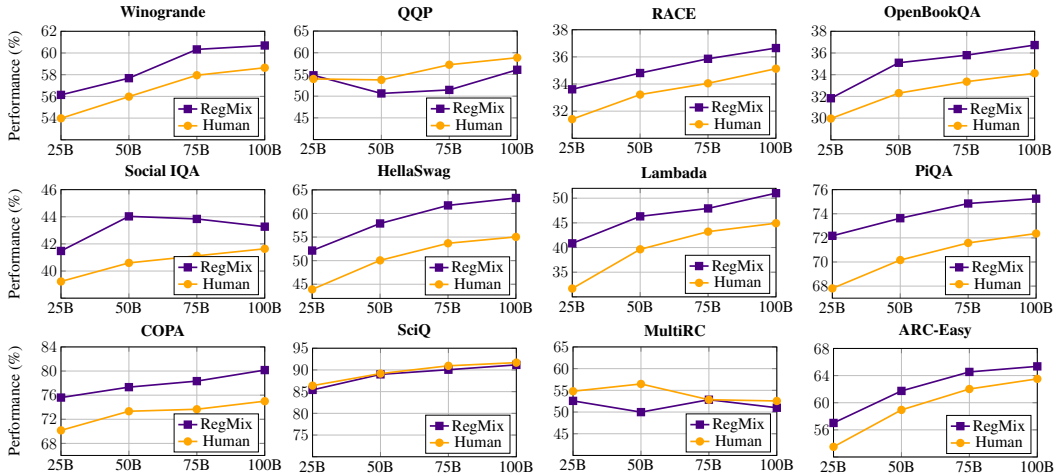 Winogrande
Performance (%)
62
60
58
56
54
25B 50B 75B 100B
RegMix
Human
QQP
65
60
55
50
45
25B 50B 75B 100B
RegMix
Human
RACE
38
36
34
32
25B 50B 75B 100B
RegMix
Human
OpenBookQA
38
36
34
32
30
25B 50B 75B 100B
RegMix
Human
Social IQA
Performance (%)
46
44
42
40
25B 50B 75B 100B
RegMix
Human
HellaSwag
65
60
55
50
45
25B 50B 75B 100B
RegMix
Human
Lambada
50
45
40
35
25B 50B 75B 100B
RegMix
Human
PiQA
76
74
72
70
68
25B 50B 75B 100B
RegMix
Human
COPA
Performance (%)
84
80
76
72
68
25B 50B 75B 100B
RegMix
Human
SciQ
95
90
85
80
75
70
25B 50B 75B 100B
RegMix
Human
MultiRC
65
60
55
50
45
25B 50B 75B 100B
RegMix
Human
ARC-Easy
68
64
60
56
25B 50B 75B 100B
RegMix
Human